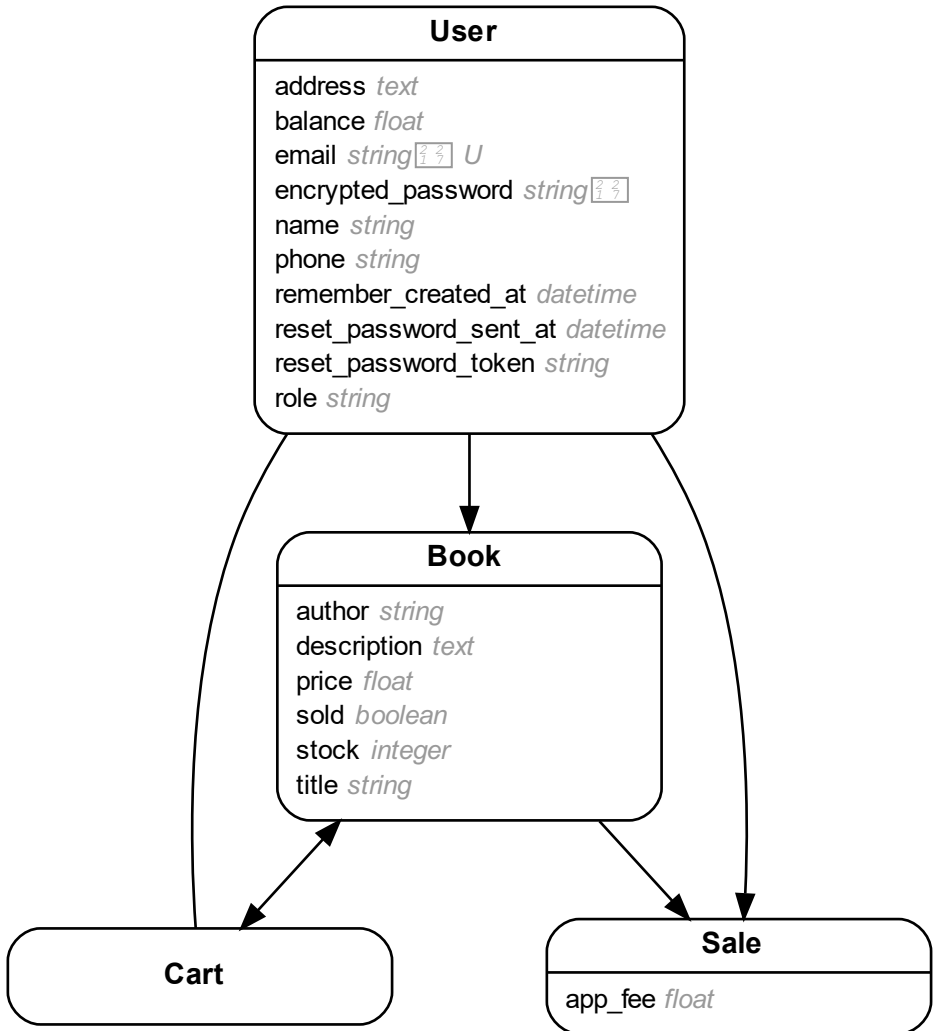 User
address text
balance float
email string∗ U
encrypted_password string∗
name string
phone string
remember_created_at datetime
reset_password_sent_at datetime
reset_password_token string
role string
Book
author string
description text
price float
sold boolean
stock integer
title string
Cart
Sale
app_fee float